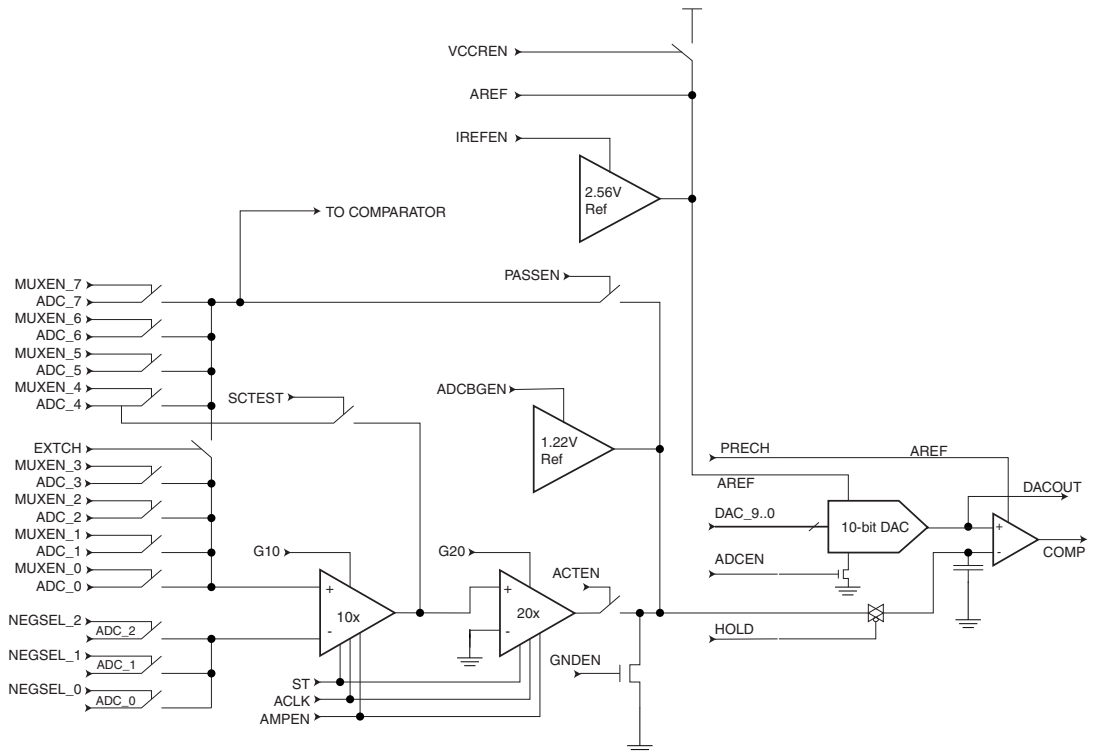 VCCREN
AREF
IREFEN
2.56V
Ref
TO COMPARATOR
PASSEN
MUXEN_7
ADC_7
MUXEN_6
ADC_6
MUXEN_5
ADC_5
MUXEN_4
ADC_4
SCTEST
ADCBGEN
1.22V
Ref
EXTCH
MUXEN_3
ADC_3
MUXEN_2
ADC_2
MUXEN_1
ADC_1
MUXEN_0
ADC_0
PRECH
AREF
AREF
DACOUT
DAC_9..0
10-bit DAC
+
-
COMP
ADCEN
G10
+
10x
-
G20
+
20x
-
ACTEN
HOLD
NEGSEL_2
ADC_2
NEGSEL_1
ADC_1
NEGSEL_0
ADC_0
GNDEN
ST
ACLK
AMPEN